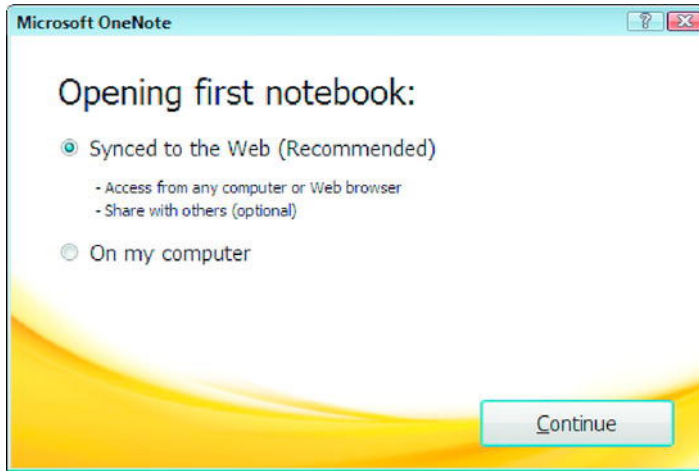 Microsoft OneNote
Opening first notebook:
Synced to the Web (Recommended)
- Access from any computer or Web browser
- Share with others (optional)
On my computer
Continue